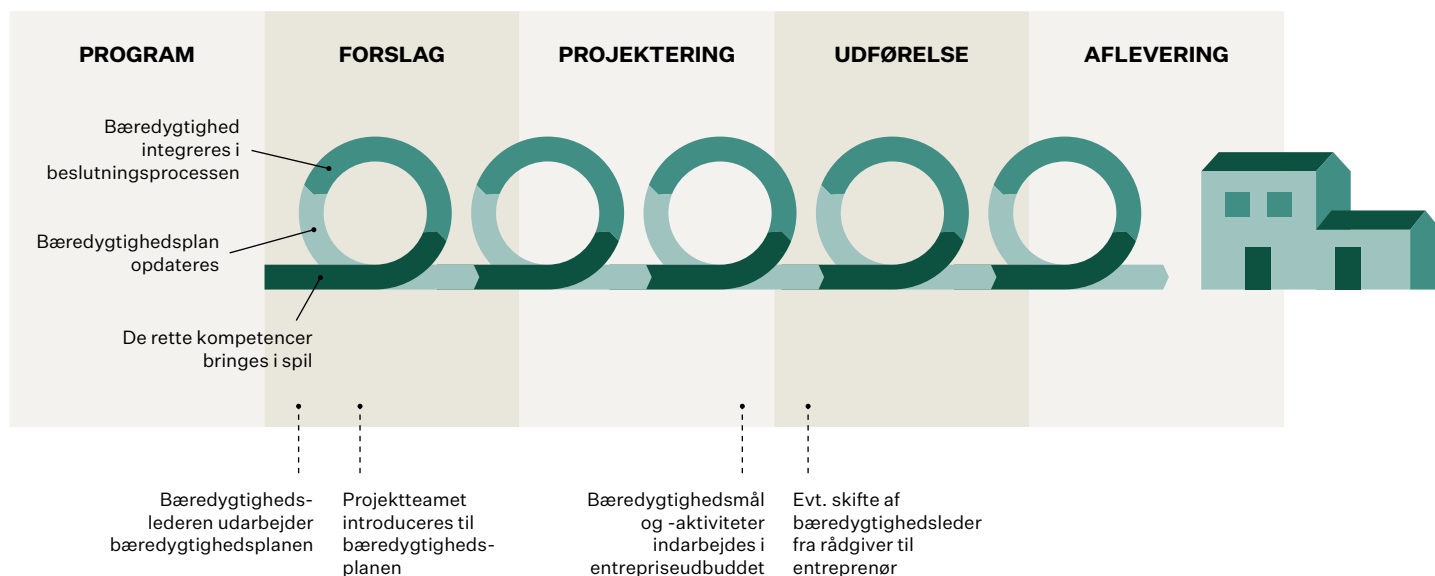 PROGRAM
FORSLAG
PROJEKTERING
UDFØRELSE
AFLEVERING
Bæredygtighed
integreres i
beslutningsprocessen
Bæredygtighedsplan
opdateres
De rette kompetencer
bringes i spil
Bæredygtigheds-
lederen udarbejder
bæredygtighedsplanen
Projektteamet
introduceres til
bæredygtigheds-
planen
Bæredygtighedsmål
og -aktiviteter
indarbejdes i
entrepriseudbuddet
Evt. skifte af
bæredygtighedsleder
fra rådgiver til
entreprenør